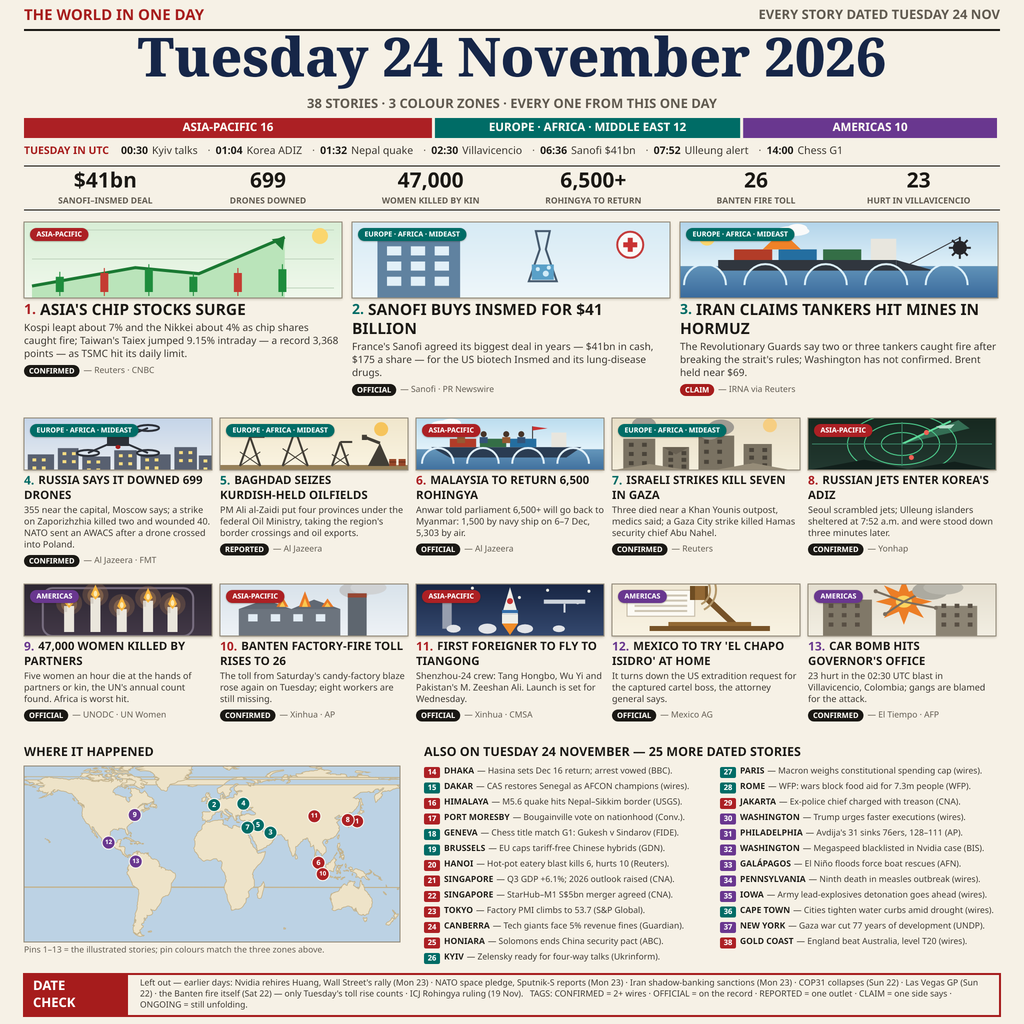 THE WORLD IN ONE DAY
EVERY STORY DATED TUESDAY 24 NOV
Tuesday 24 November 2026
38 STORIES · 3 COLOUR ZONES · EVERY ONE FROM THIS ONE DAY
ASIA-PACIFIC 16
EUROPE · AFRICA · MIDDLE EAST 12
AMERICAS 10
TUESDAY IN UTC 00:30 Kyiv talks · 01:04 Korea ADIZ · 01:32 Nepal quake · 02:30 Villavicencio · 06:36 Sanofi $41bn · 07:52 Ulleung alert · 14:00 Chess G1
$41bn
SANOFI–INSMED DEAL
699
DRONES DOWNED
47,000
WOMEN KILLED BY KIN
6,500+
ROHINGYA TO RETURN
26
BANTEN FIRE TOLL
23
HURT IN VILLAVICENCIO
ASIA-PACIFIC
1. ASIA'S CHIP STOCKS SURGE
Kospi leapt about 7% and the Nikkei about 4% as chip shares
caught fire; Taiwan's Taiex jumped 9.15% intraday — a record 3,368
points — as TSMC hit its daily limit.
CONFIRMED — Reuters · CNBC
EUROPE · AFRICA · MIDEAST
2. SANOFI BUYS INSMED FOR $41
BILLION
France's Sanofi agreed its biggest deal in years — $41bn in cash,
$175 a share — for the US biotech Insmed and its lung-disease
drugs.
OFFICIAL — Sanofi · PR Newswire
EUROPE · AFRICA · MIDEAST
3. IRAN CLAIMS TANKERS HIT MINES IN
HORMUZ
The Revolutionary Guards say two or three tankers caught fire after
breaking the strait's rules; Washington has not confirmed. Brent
held near $69.
CLAIM — IRNA via Reuters
EUROPE · AFRICA · MIDEAST
4. RUSSIA SAYS IT DOWNED 699
DRONES
355 near the capital, Moscow says; a strike
on Zaporizhzhia killed two and wounded 40.
NATO sent an AWACS after a drone crossed
into Poland.
CONFIRMED — Al Jazeera · FMT
EUROPE · AFRICA · MIDEAST
5. BAGHDAD SEIZES
KURDISH-HELD OILFIELDS
PM Ali al-Zaidi put four provinces under the
federal Oil Ministry, taking the region's
border crossings and oil exports.
REPORTED — Al Jazeera
ASIA-PACIFIC
6. MALAYSIA TO RETURN 6,500
ROHINGYA
Anwar told parliament 6,500+ will go back to
Myanmar: 1,500 by navy ship on 6–7 Dec,
5,303 by air.
OFFICIAL — Al Jazeera
EUROPE · AFRICA · MIDEAST
7. ISRAELI STRIKES KILL SEVEN
IN GAZA
Three died near a Khan Younis outpost,
medics said; a Gaza City strike killed Hamas
security chief Abu Nahel.
CONFIRMED — Reuters
ASIA-PACIFIC
8. RUSSIAN JETS ENTER KOREA'S
ADIZ
Seoul scrambled jets; Ulleung islanders
sheltered at 7:52 a.m. and were stood down
three minutes later.
CONFIRMED — Yonhap
AMERICAS
9. 47,000 WOMEN KILLED BY
PARTNERS
Five women an hour die at the hands of
partners or kin, the UN's annual count
found. Africa is worst hit.
OFFICIAL — UNODC · UN Women
ASIA-PACIFIC
10. BANTEN FACTORY-FIRE TOLL
RISES TO 26
The toll from Saturday's candy-factory blaze
rose again on Tuesday; eight workers are
still missing.
CONFIRMED — Xinhua · AP
ASIA-PACIFIC
11. FIRST FOREIGNER TO FLY TO
TIANGONG
Shenzhou-24 crew: Tang Hongbo, Wu Yi and
Pakistan's M. Zeeshan Ali. Launch is set for
Wednesday.
OFFICIAL — Xinhua · CMSA
AMERICAS
12. MEXICO TO TRY 'EL CHAPO
ISIDRO' AT HOME
It turns down the US extradition request for
the captured cartel boss, the attorney
general says.
OFFICIAL — Mexico AG
AMERICAS
13. CAR BOMB HITS
GOVERNOR'S OFFICE
23 hurt in the 02:30 UTC blast in
Villavicencio, Colombia; gangs are blamed
for the attack.
CONFIRMED — El Tiempo · AFP
WHERE IT HAPPENED
9
12
13
2
4
7
5
3
11
8
1
6
10
Pins 1–13 = the illustrated stories; pin colours match the three zones above.
ALSO ON TUESDAY 24 NOVEMBER — 25 MORE DATED STORIES
14 DHAKA — Hasina sets Dec 16 return; arrest vowed (BBC).
15 DAKAR — CAS restores Senegal as AFCON champions (wires).
16 HIMALAYA — M5.6 quake hits Nepal–Sikkim border (USGS).
17 PORT MORESBY — Bougainville vote on nationhood (Conv.).
18 GENEVA — Chess title match G1: Gukesh v Sindarov (FIDE).
19 BRUSSELS — EU caps tariff-free Chinese hybrids (GDN).
20 HANOI — Hot-pot eatery blast kills 6, hurts 10 (Reuters).
21 SINGAPORE — Q3 GDP +6.1%; 2026 outlook raised (CNA).
22 SINGAPORE — StarHub–M1 S$5bn merger agreed (CNA).
23 TOKYO — Factory PMI climbs to 53.7 (S&P Global).
24 CANBERRA — Tech giants face 5% revenue fines (Guardian).
25 HONIARA — Solomons ends China security pact (ABC).
26 KYIV — Zelensky ready for four-way talks (Ukrinform).
27 PARIS — Macron weighs constitutional spending cap (wires).
28 ROME — WFP: wars block food aid for 7.3m people (WFP).
29 JAKARTA — Ex-police chief charged with treason (CNA).
30 WASHINGTON — Trump urges faster executions (wires).
31 PHILADELPHIA — Avdija's 31 sinks 76ers, 128–111 (AP).
32 WASHINGTON — Megaspeed blacklisted in Nvidia case (BIS).
33 GALÁPAGOS — El Niño floods force boat rescues (AFN).
34 PENNSYLVANIA — Ninth death in measles outbreak (wires).
35 IOWA — Army lead-explosives detonation goes ahead (wires).
36 CAPE TOWN — Cities tighten water curbs amid drought (wires).
37 NEW YORK — Gaza war cut 77 years of development (UNDP).
38 GOLD COAST — England beat Australia, level T20 (wires).
DATE
CHECK
Left out — earlier days: Nvidia rehires Huang, Wall Street's rally (Mon 23) · NATO space pledge, Sputnik-S reports (Mon 23) · Iran shadow-banking sanctions (Mon 23) · COP31 collapses (Sun 22) · Las Vegas GP (Sun
22) · the Banten fire itself (Sat 22) — only Tuesday's toll rise counts · ICJ Rohingya ruling (19 Nov). TAGS: CONFIRMED = 2+ wires · OFFICIAL = on the record · REPORTED = one outlet · CLAIM = one side says ·
ONGOING = still unfolding.